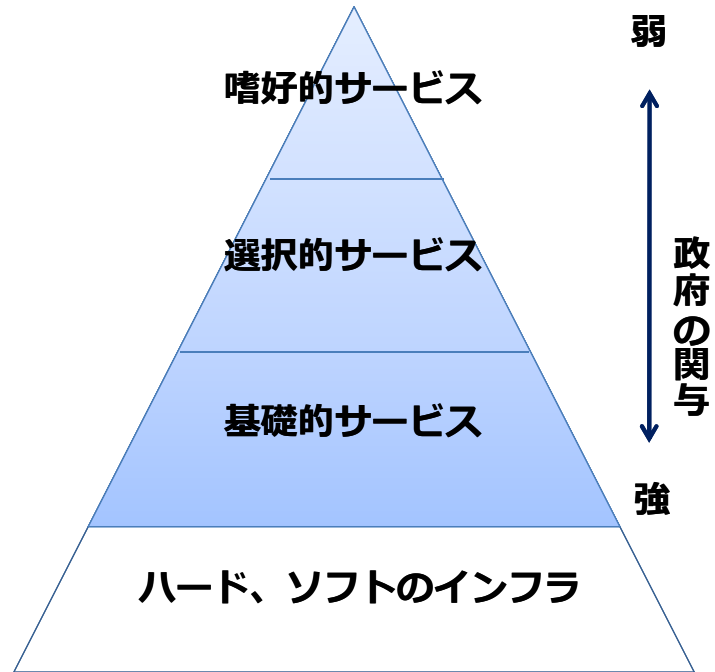 弱
嗜好的サービス
選択的サービス
政府の関与
基礎的サービス
強
ハード、ソフトのインフラ